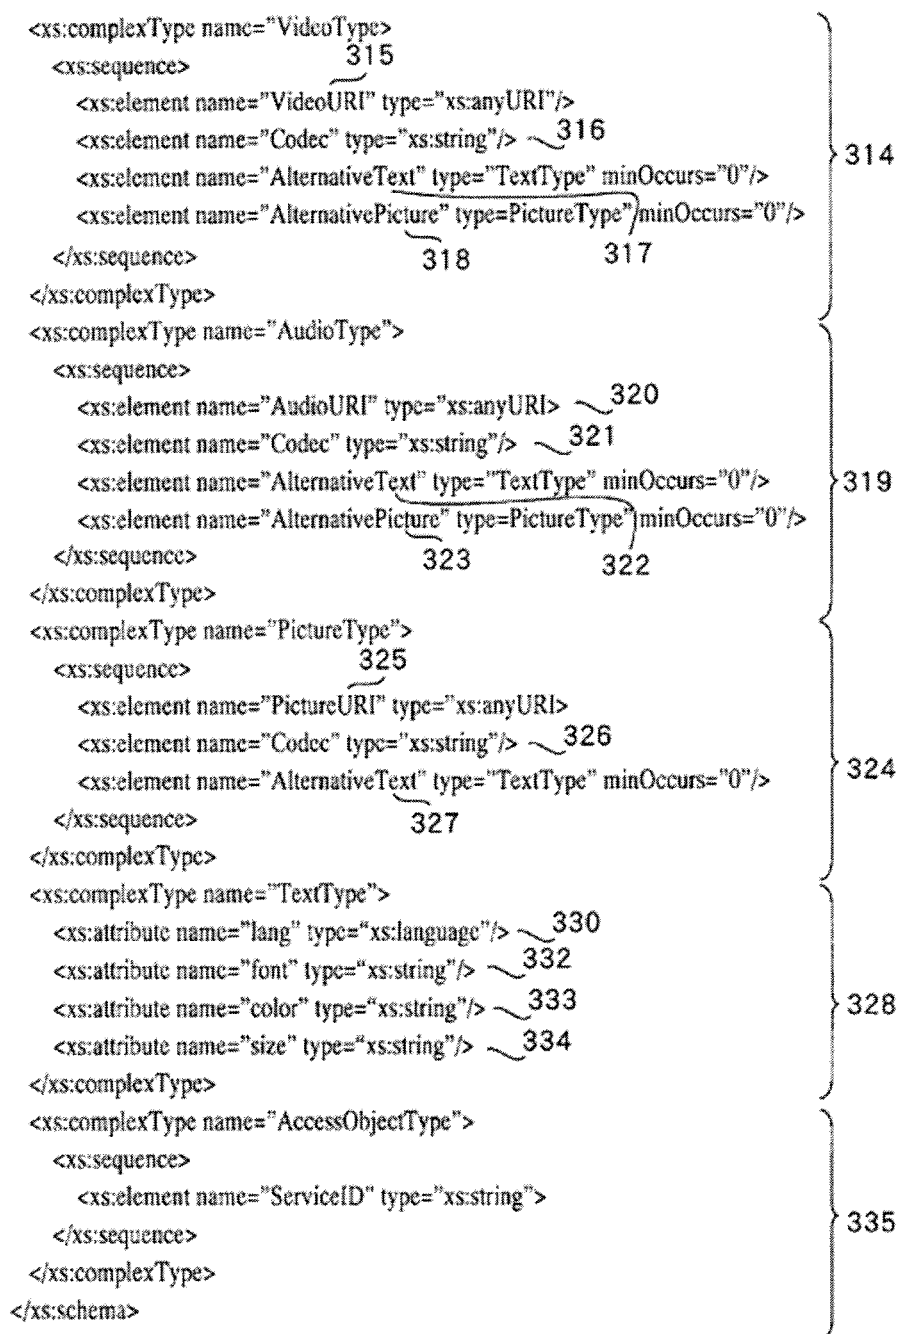 <xs:complexType name="VideoType>
<xs:sequence>
315
<xs:element name="VideoURI" type="xs:anyURI"/>
<xs:element name="Codec" type="xs:string"/> 316
<xs:element name="AlternativeText" type="TextType" minOccurs="0"/>
<xs:element name="AlternativePicture" type=PictureType" minOccurs="0"/>
</xs:sequence> 318 317
</xs:complexType>
314
<xs:complexType name="AudioType">
<xs:sequence>
<xs:element name="AudioURI" type="xs:anyURI> 320
<xs:element name="Codec" type="xs:string"/> 321
<xs:element name="AlternativeText" type="TextType" minOccurs="0"/> 319
<xs:element name="AlternativePicture" type=PictureType" minOccurs="0"/>
</xs:sequence> 323 322
</xs:complexType>
<xs:complexType name="PictureType">
<xs:sequence> 325
<xs:element name="PictureURI" type="xs:anyURI>
<xs:element name="Codec" type="xs:string"/> 326
324
<xs:element name="AlternativeText" type="TextType" minOccurs="0"/>
</xs:sequence> 327
</xs:complexType>
<xs:complexType name="TextType">
<xs:attribute name="lang" type="xs:language"/> 330
<xs:attribute name="font" type="xs:string"/> 332
<xs:attribute name="color" type="xs:string"/> 333 328
<xs:attribute name="size" type="xs:string"/> 334
</xs:complexType>
<xs:complexType name="AccessObjectType">
<xs:sequence>
<xs:element name="ServiceID" type="xs:string">
335
</xs:sequence>
</xs:complexType>
</xs:schema>